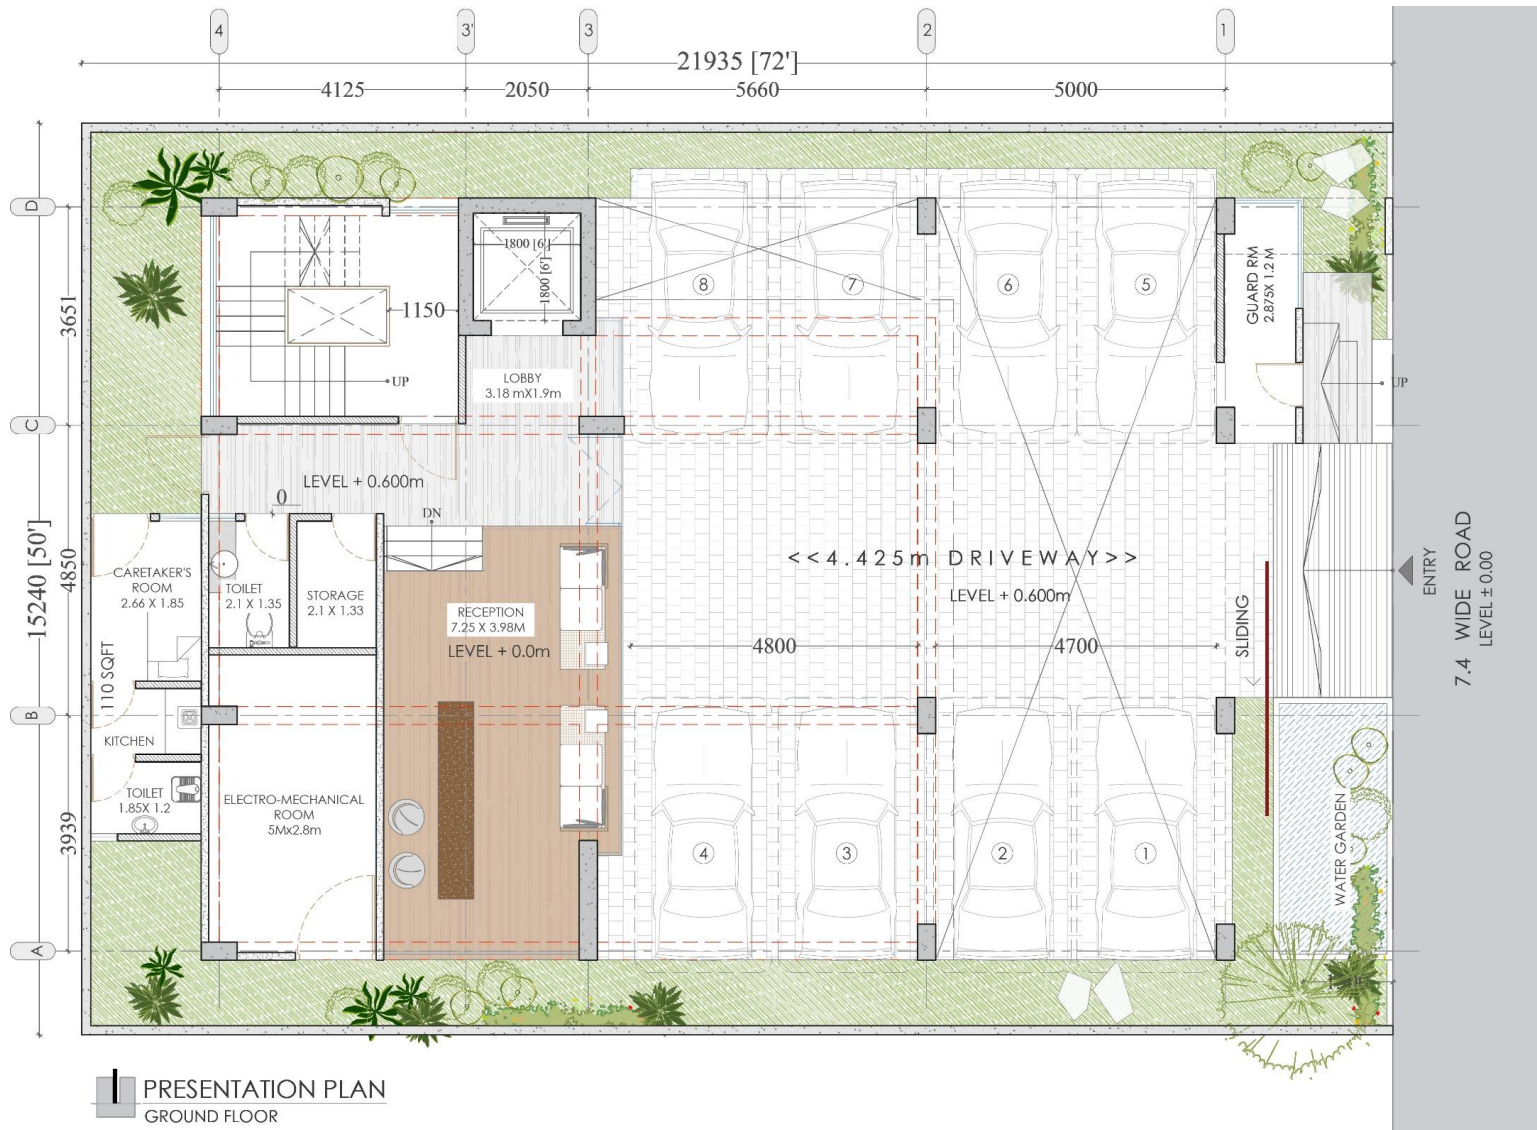 4
3'
3
2
1
21935 [72']
4125
2050
5660
5000
D
C
B
A
15240 [50']
3651
4850
3939
1800 [6']
1800 [6']
1150
UP
LOBBY
3.18 mX1.9m
8
7
6
5
GUARD RM
2.875X 1.2 M
UP
LEVEL + 0.600m
0
DN
CARETAKER'S
ROOM
2.66 X 1.85
110 SQFT
TOILET
2.1 X 1.35
STORAGE
2.1 X 1.33
RECEPTION
7.25 X 3.98M
LEVEL + 0.0m
<<4.425m DRIVEWAY>>
LEVEL + 0.600m
4800
4700
SLIDING
ENTRY
7.4 WIDE ROAD
LEVEL ± 0.00
KITCHEN
TOILET
1.85X 1.2
ELECTRO-MECHANICAL
ROOM
5Mx2.8m
4
3
2
1
WATER GARDEN
PRESENTATION PLAN
GROUND FLOOR